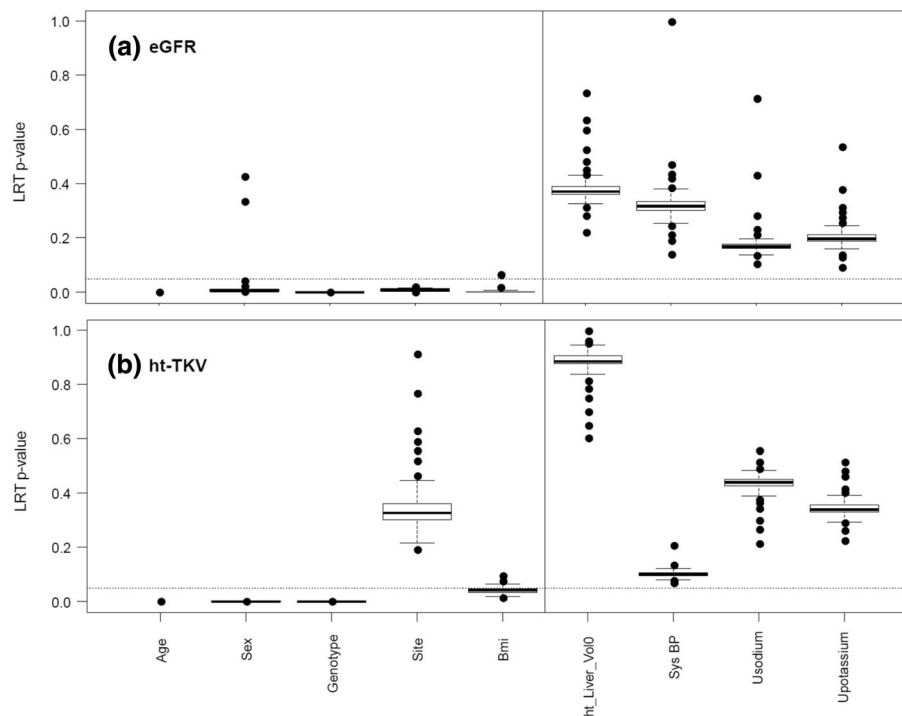 (a) eGFR
LRT p-value
1.0
0.8
0.6
0.4
0.2
0.0
(b) ht-TKV
LRT p-value
1.0
0.8
0.6
0.4
0.2
0.0
Age
Sex
Genotype
Site
Bmi
ht_Liver_Vol0
Sys BP
Usodium
Upotassium